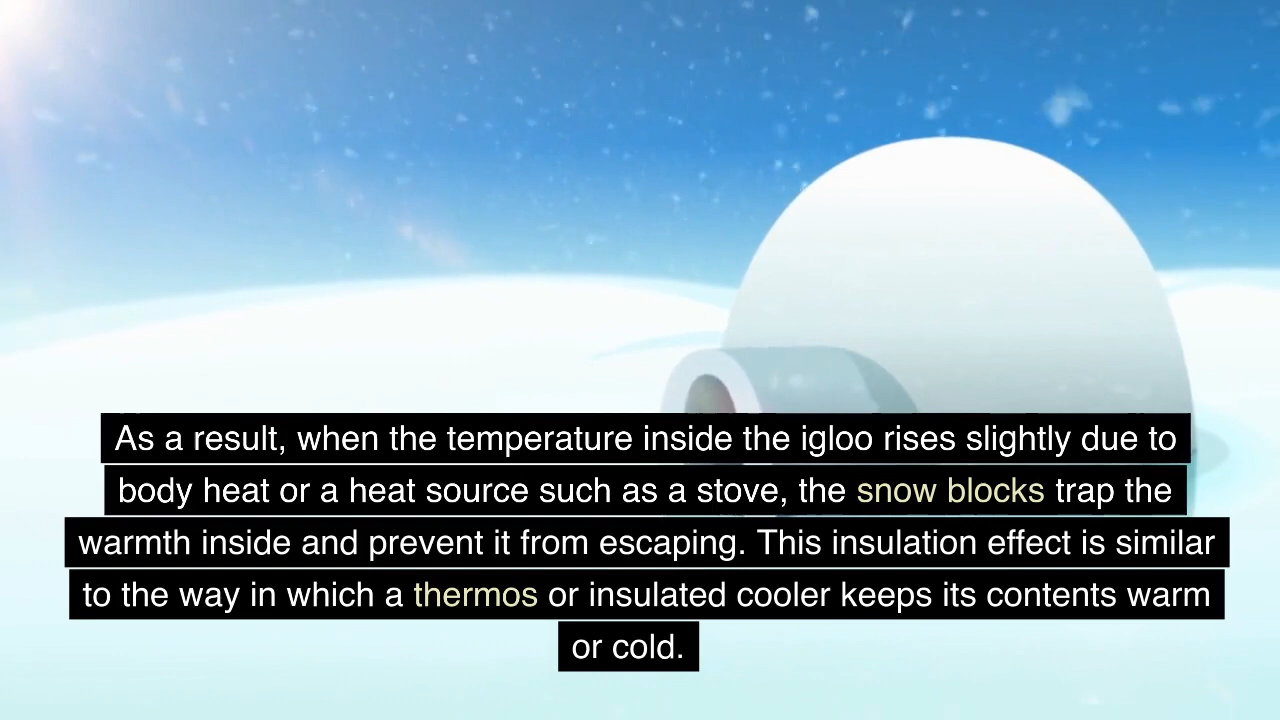 As a result, when the temperature inside the igloo rises slightly due to
body heat or a heat source such as a stove, the snow blocks trap the
warmth inside and prevent it from escaping. This insulation effect is similar
to the way in which a thermos or insulated cooler keeps its contents warm
or cold.